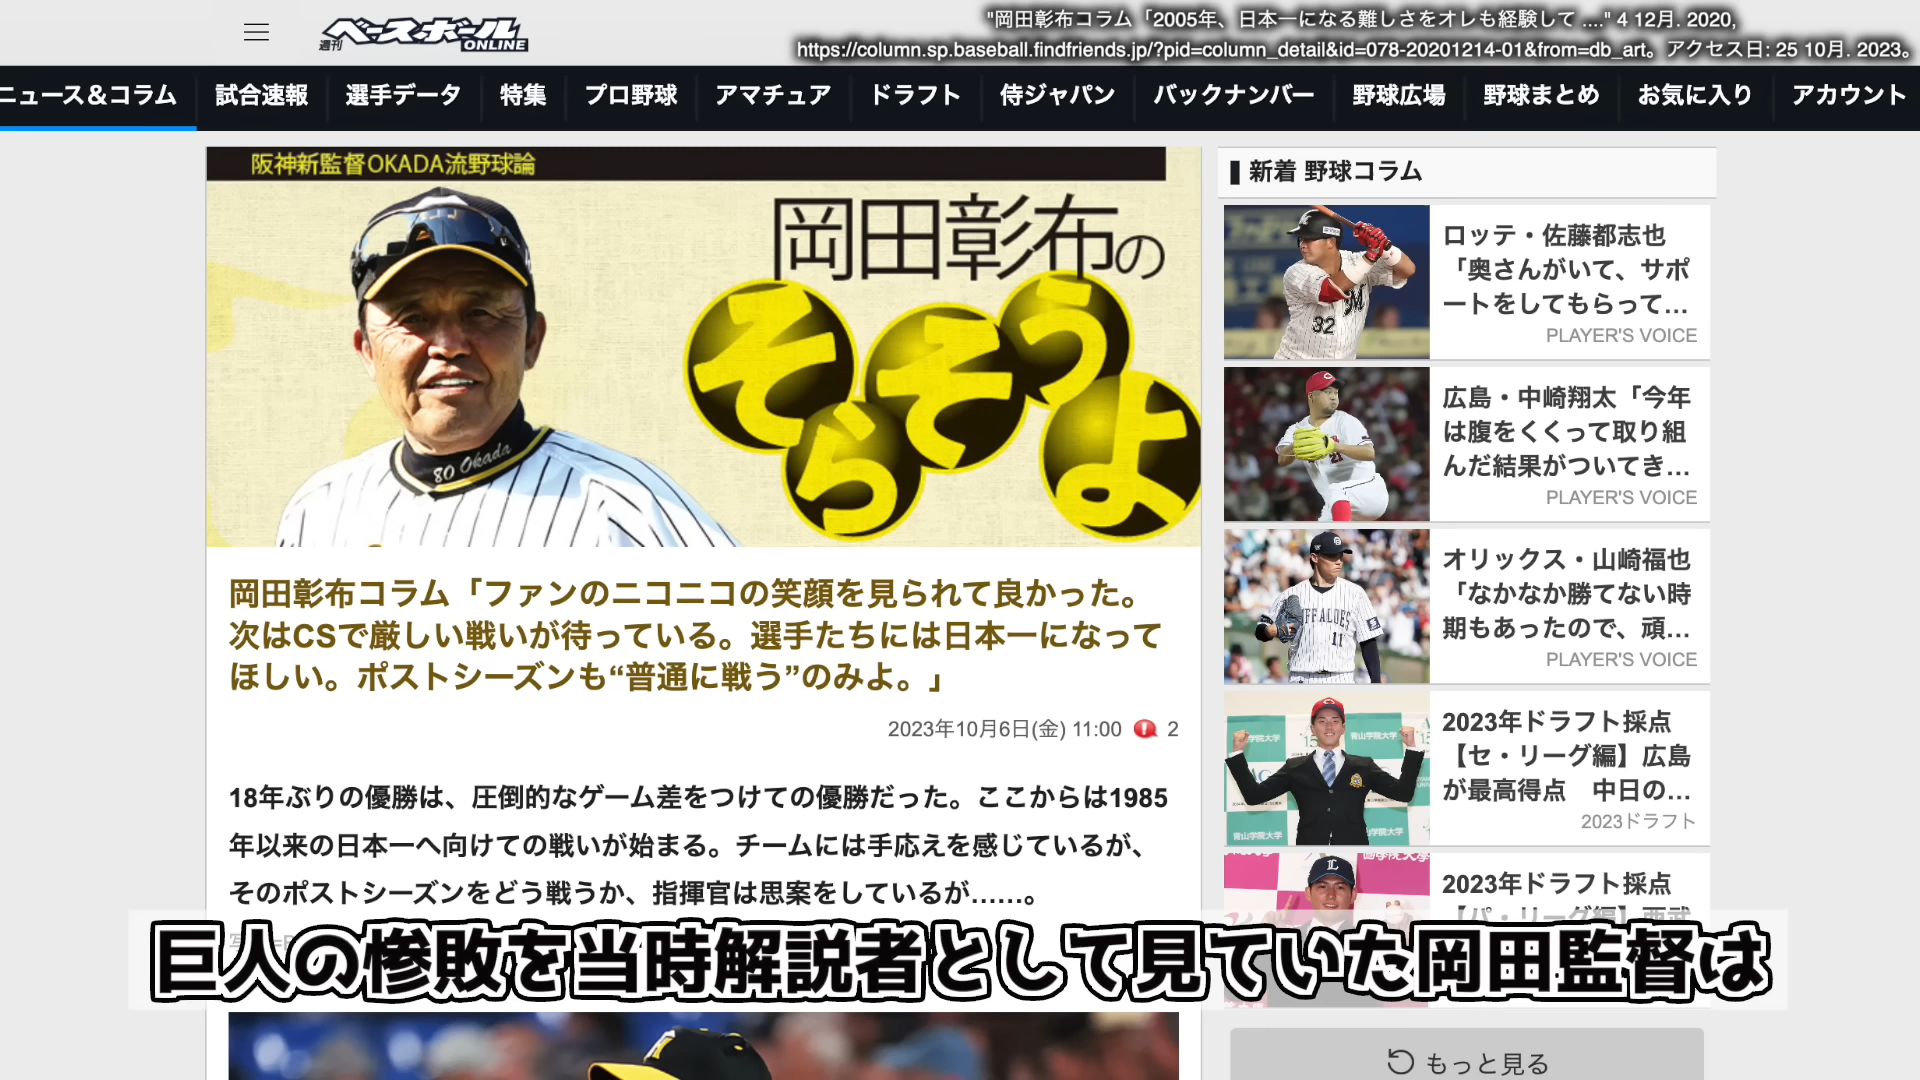 "岡田彰布コラム「2005年、日本一になる難しさをオレも経験して ...." 4 12月. 2020,
https://column.sp.baseball.findfriends.jp/?pid=column_detail&id=078-20201214-01&from=db_art。アクセス日: 25 10月. 2023。
週刊ベースボールONLINE
ニュース&コラム 試合速報 選手データ 特集 プロ野球 アマチュア ドラフト 侍ジャパン バックナンバー 野球広場 野球まとめ お気に入り アカウント
阪神新監督OKADA流野球論
岡田彰布の
そらそうよ
80 Okada
岡田彰布コラム「ファンのニコニコの笑顔を見られて良かった。
次はCSで厳しい戦いが待っている。選手たちには日本一になって
ほしい。ポストシーズンも“普通に戦う”のみよ。」
2023年10月6日(金) 11:00 2
18年ぶりの優勝は、圧倒的なゲーム差をつけての優勝だった。ここからは1985
年以来の日本一へ向けての戦いが始まる。チームには手応えを感じているが、
そのポストシーズンをどう戦うか、指揮官は思案をしているが……。
新着 野球コラム
ロッテ・佐藤都志也
「奥さんがいて、サポ
ートをしてもらって…
PLAYER'S VOICE
32
広島・中崎翔太「今年
は腹をくくって取り組
んだ結果がついてき…
PLAYER'S VOICE
21
オリックス・山崎福也
「なかなか勝てない時
期もあったので、頑…
PLAYER'S VOICE
11
2023年ドラフト採点
【セ・リーグ編】広島
が最高得点 中日の…
2023ドラフト
青山学院大学
2023年ドラフト採点
【パ・リーグ編】西武
巨人の惨敗を当時解説者として見ていた岡田監督は
もっと見る